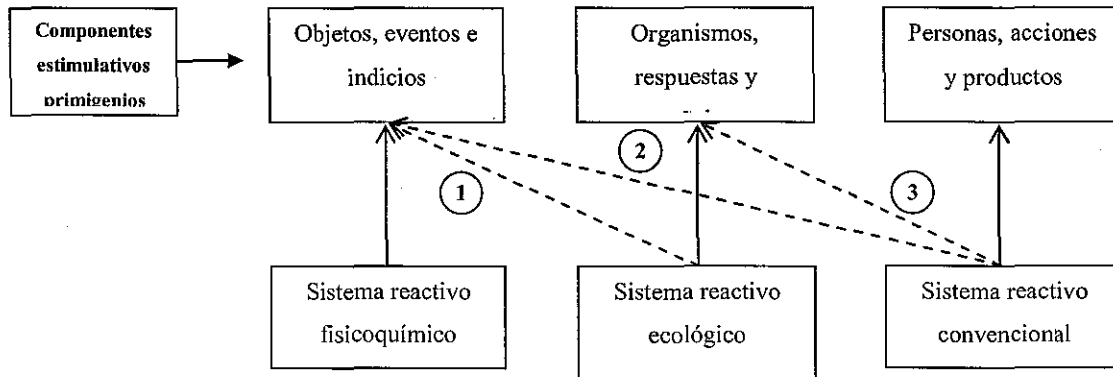 Componentes
estimulativos
primigenios
Objetos, eventos e
indicios
Organismos,
respuestas y
Personas, acciones
y productos
1
2
3
Sistema reactivo
fisicoquímico
Sistema reactivo
ecológico
Sistema reactivo
convencional